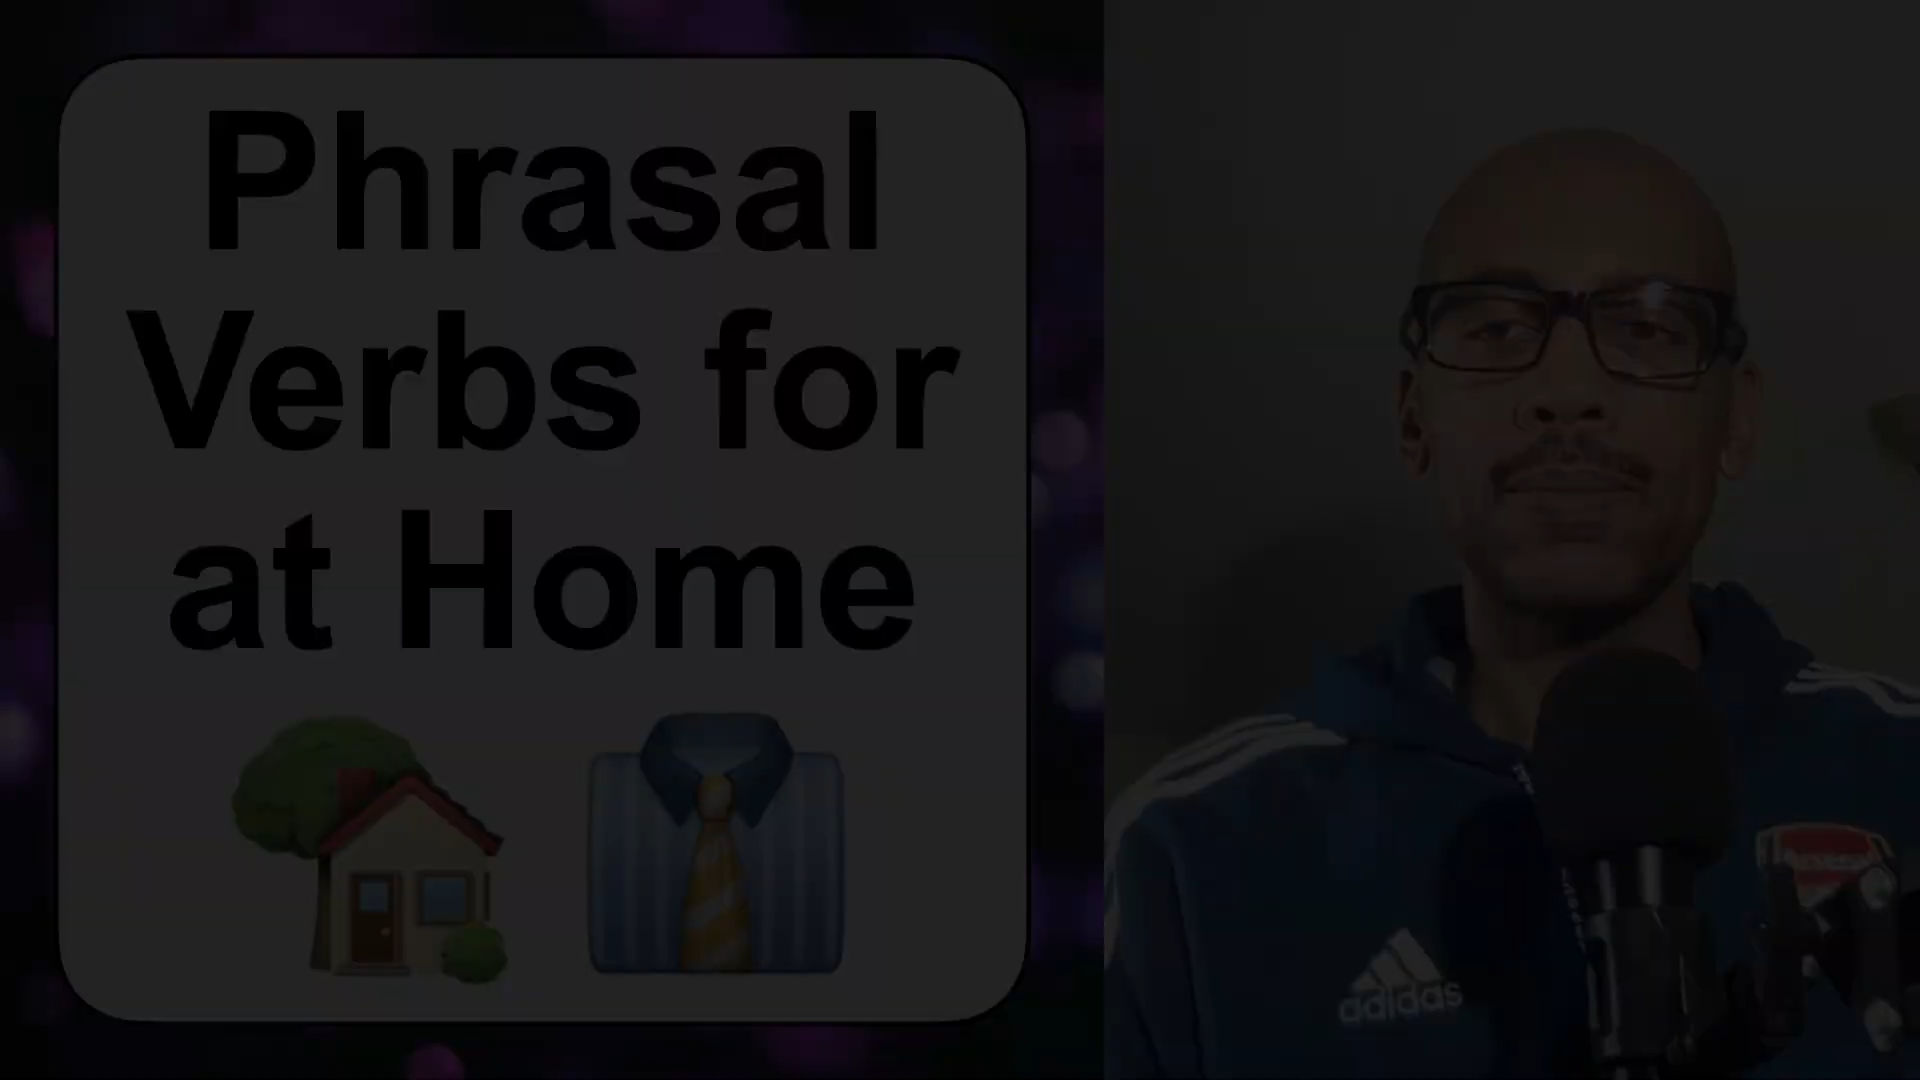 Phrasal
Verbs for
at Home
adidas